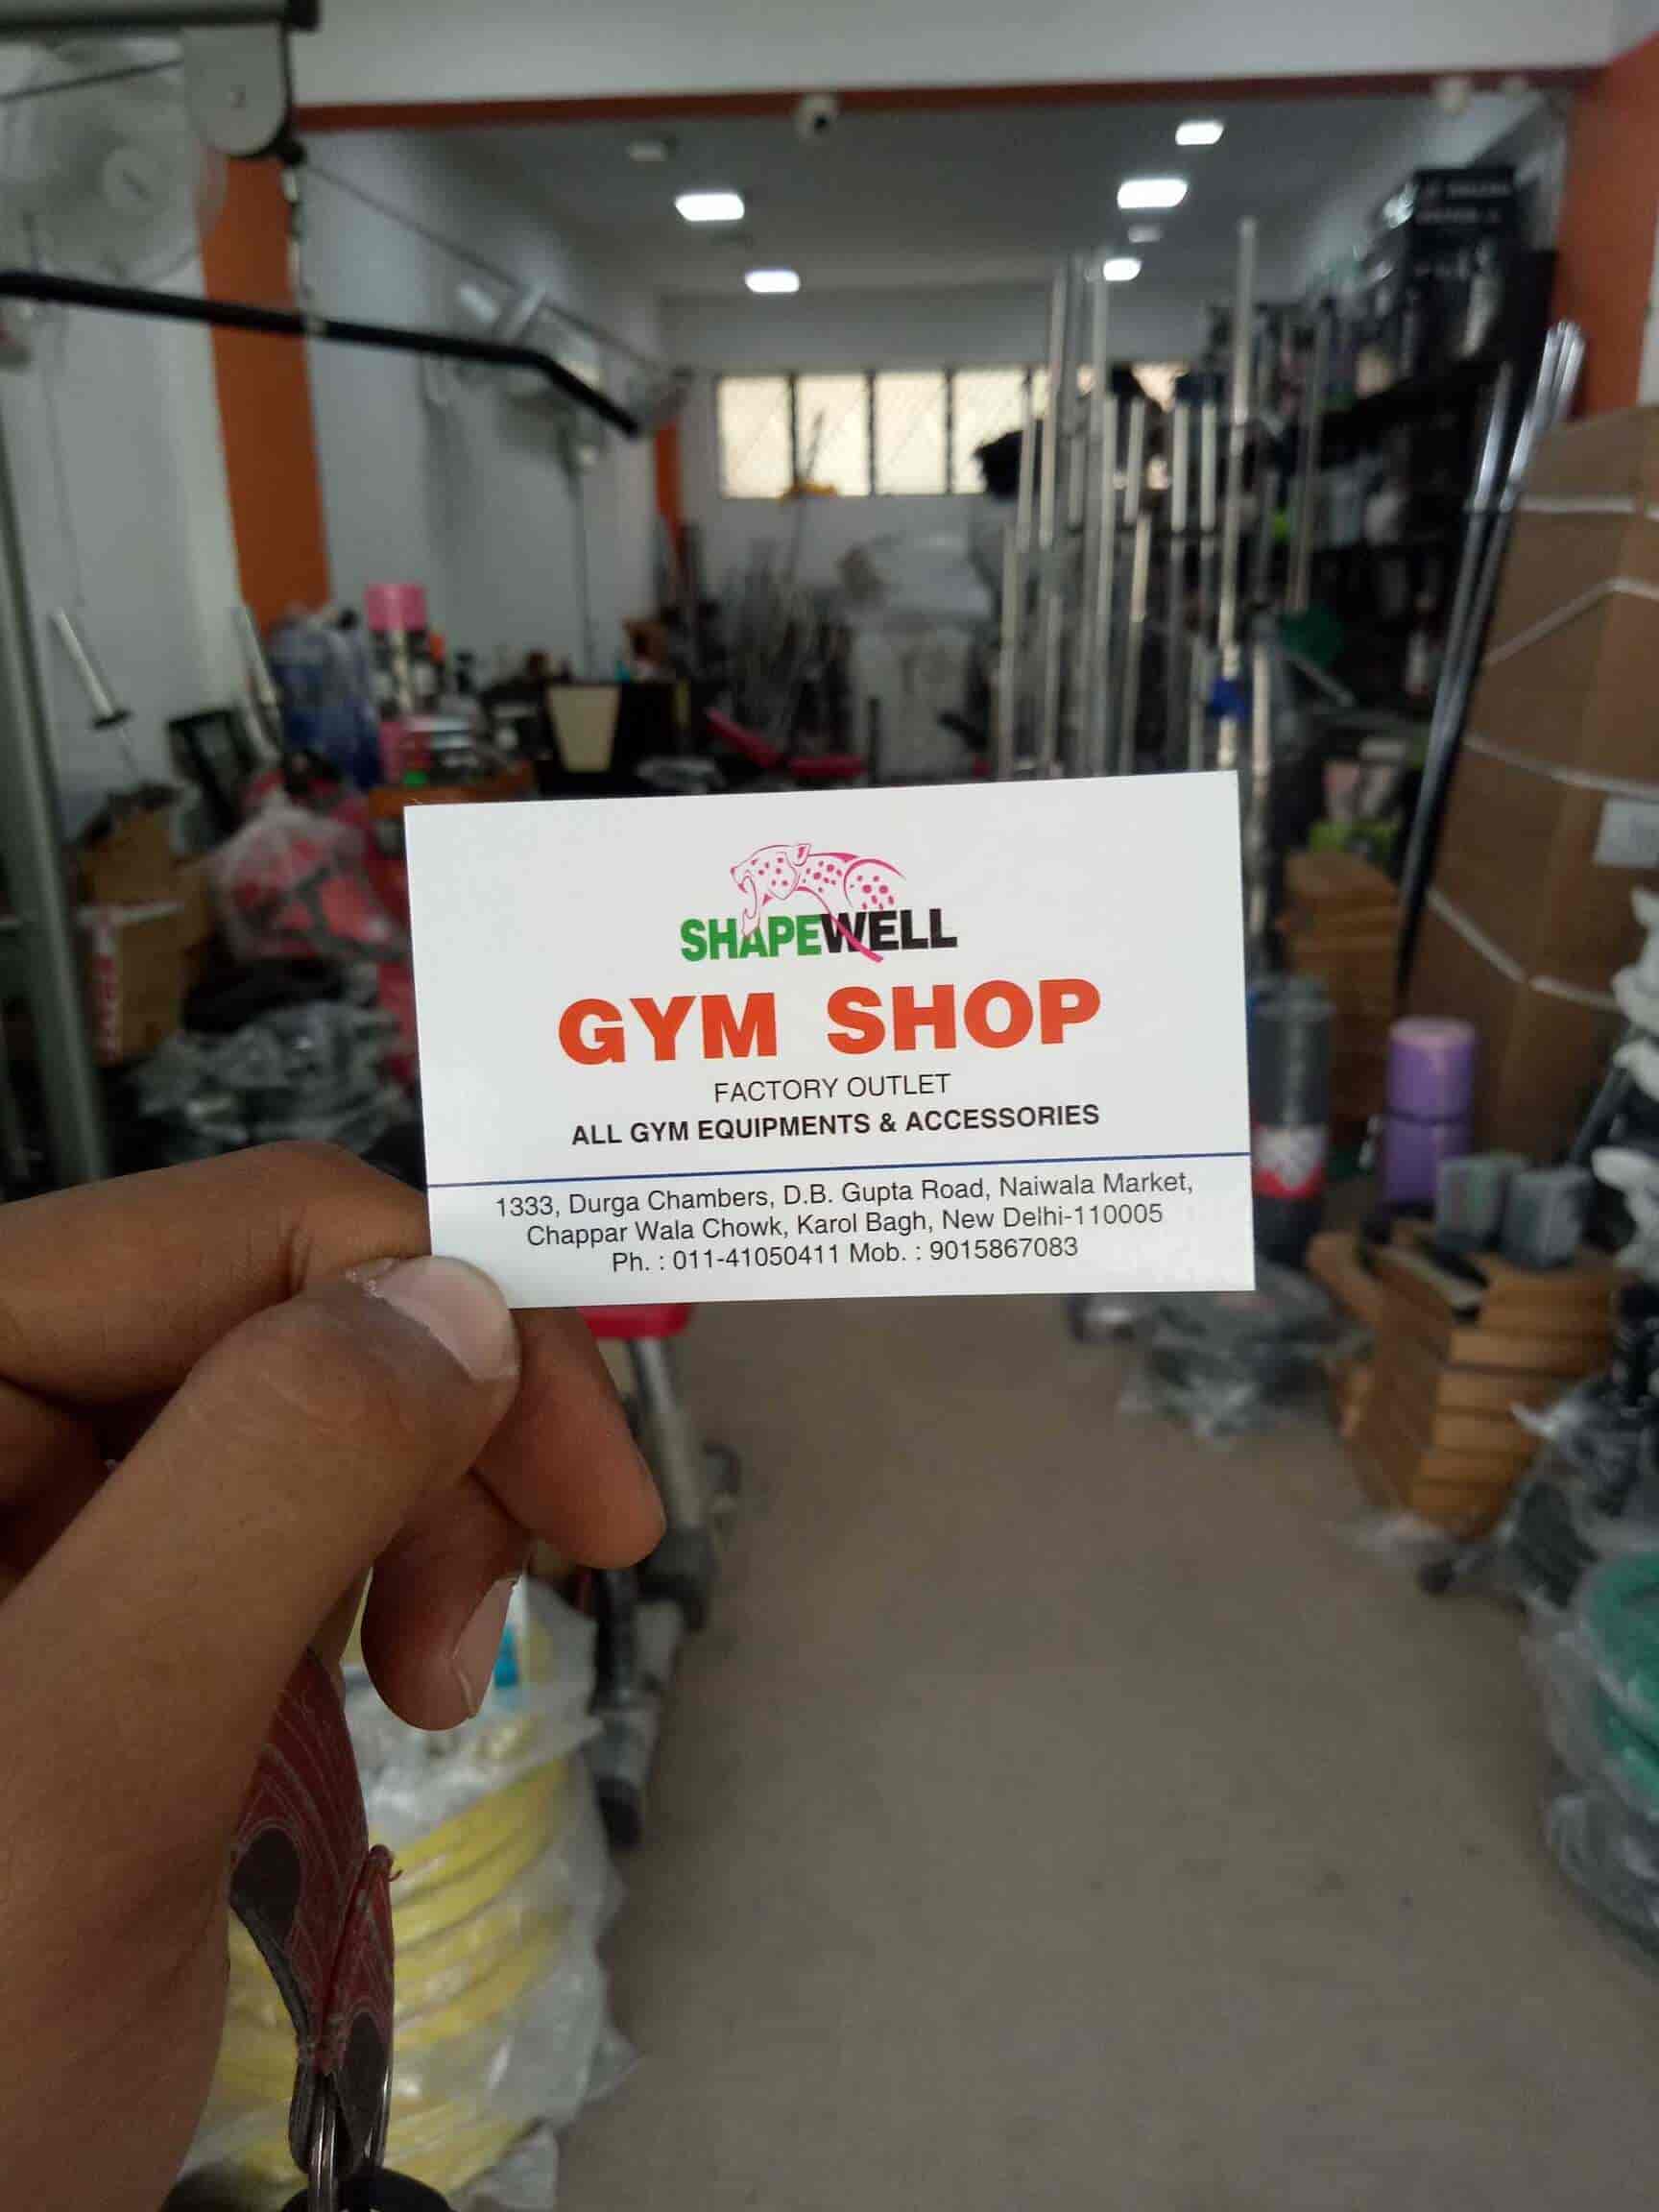 SHAPEWELL
GYM SHOP
FACTORY OUTLET
ALL GYM EQUIPMENTS & ACCESSORIES
1333, Durga Chambers, D.B. Gupta Road, Naiwala Market,
Chappar Wala Chowk, Karol Bagh, New Delhi-110005
Ph. : 011-41050411 Mob. : 9015867083